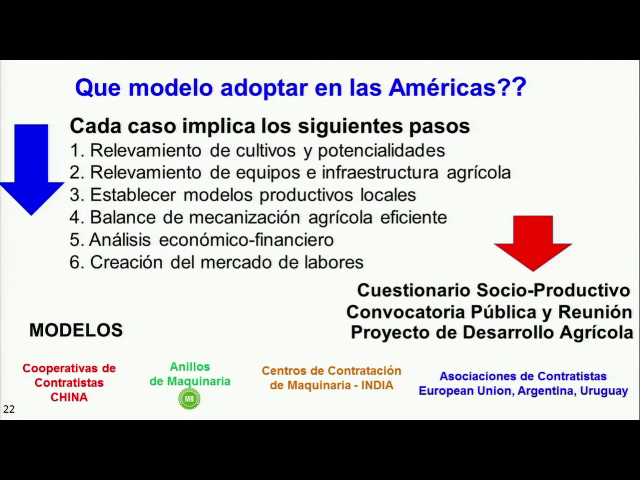 Que modelo adoptar en las Américas??
Cada caso implica los siguientes pasos
1. Relevamiento de cultivos y potencialidades
2. Relevamiento de equipos e infraestructura agrícola
3. Establecer modelos productivos locales
4. Balance de mecanización agrícola eficiente
5. Análisis económico-financiero
6. Creación del mercado de labores
Cuestionario Socio-Productivo
Convocatoria Pública y Reunión
Proyecto de Desarrollo Agrícola
MODELOS
Cooperativas de
Contratistas
CHINA
Anillos
de Maquinaria
MR
Centros de Contratación
de Maquinaria - INDIA
Asociaciones de Contratistas
European Union, Argentina, Uruguay
22